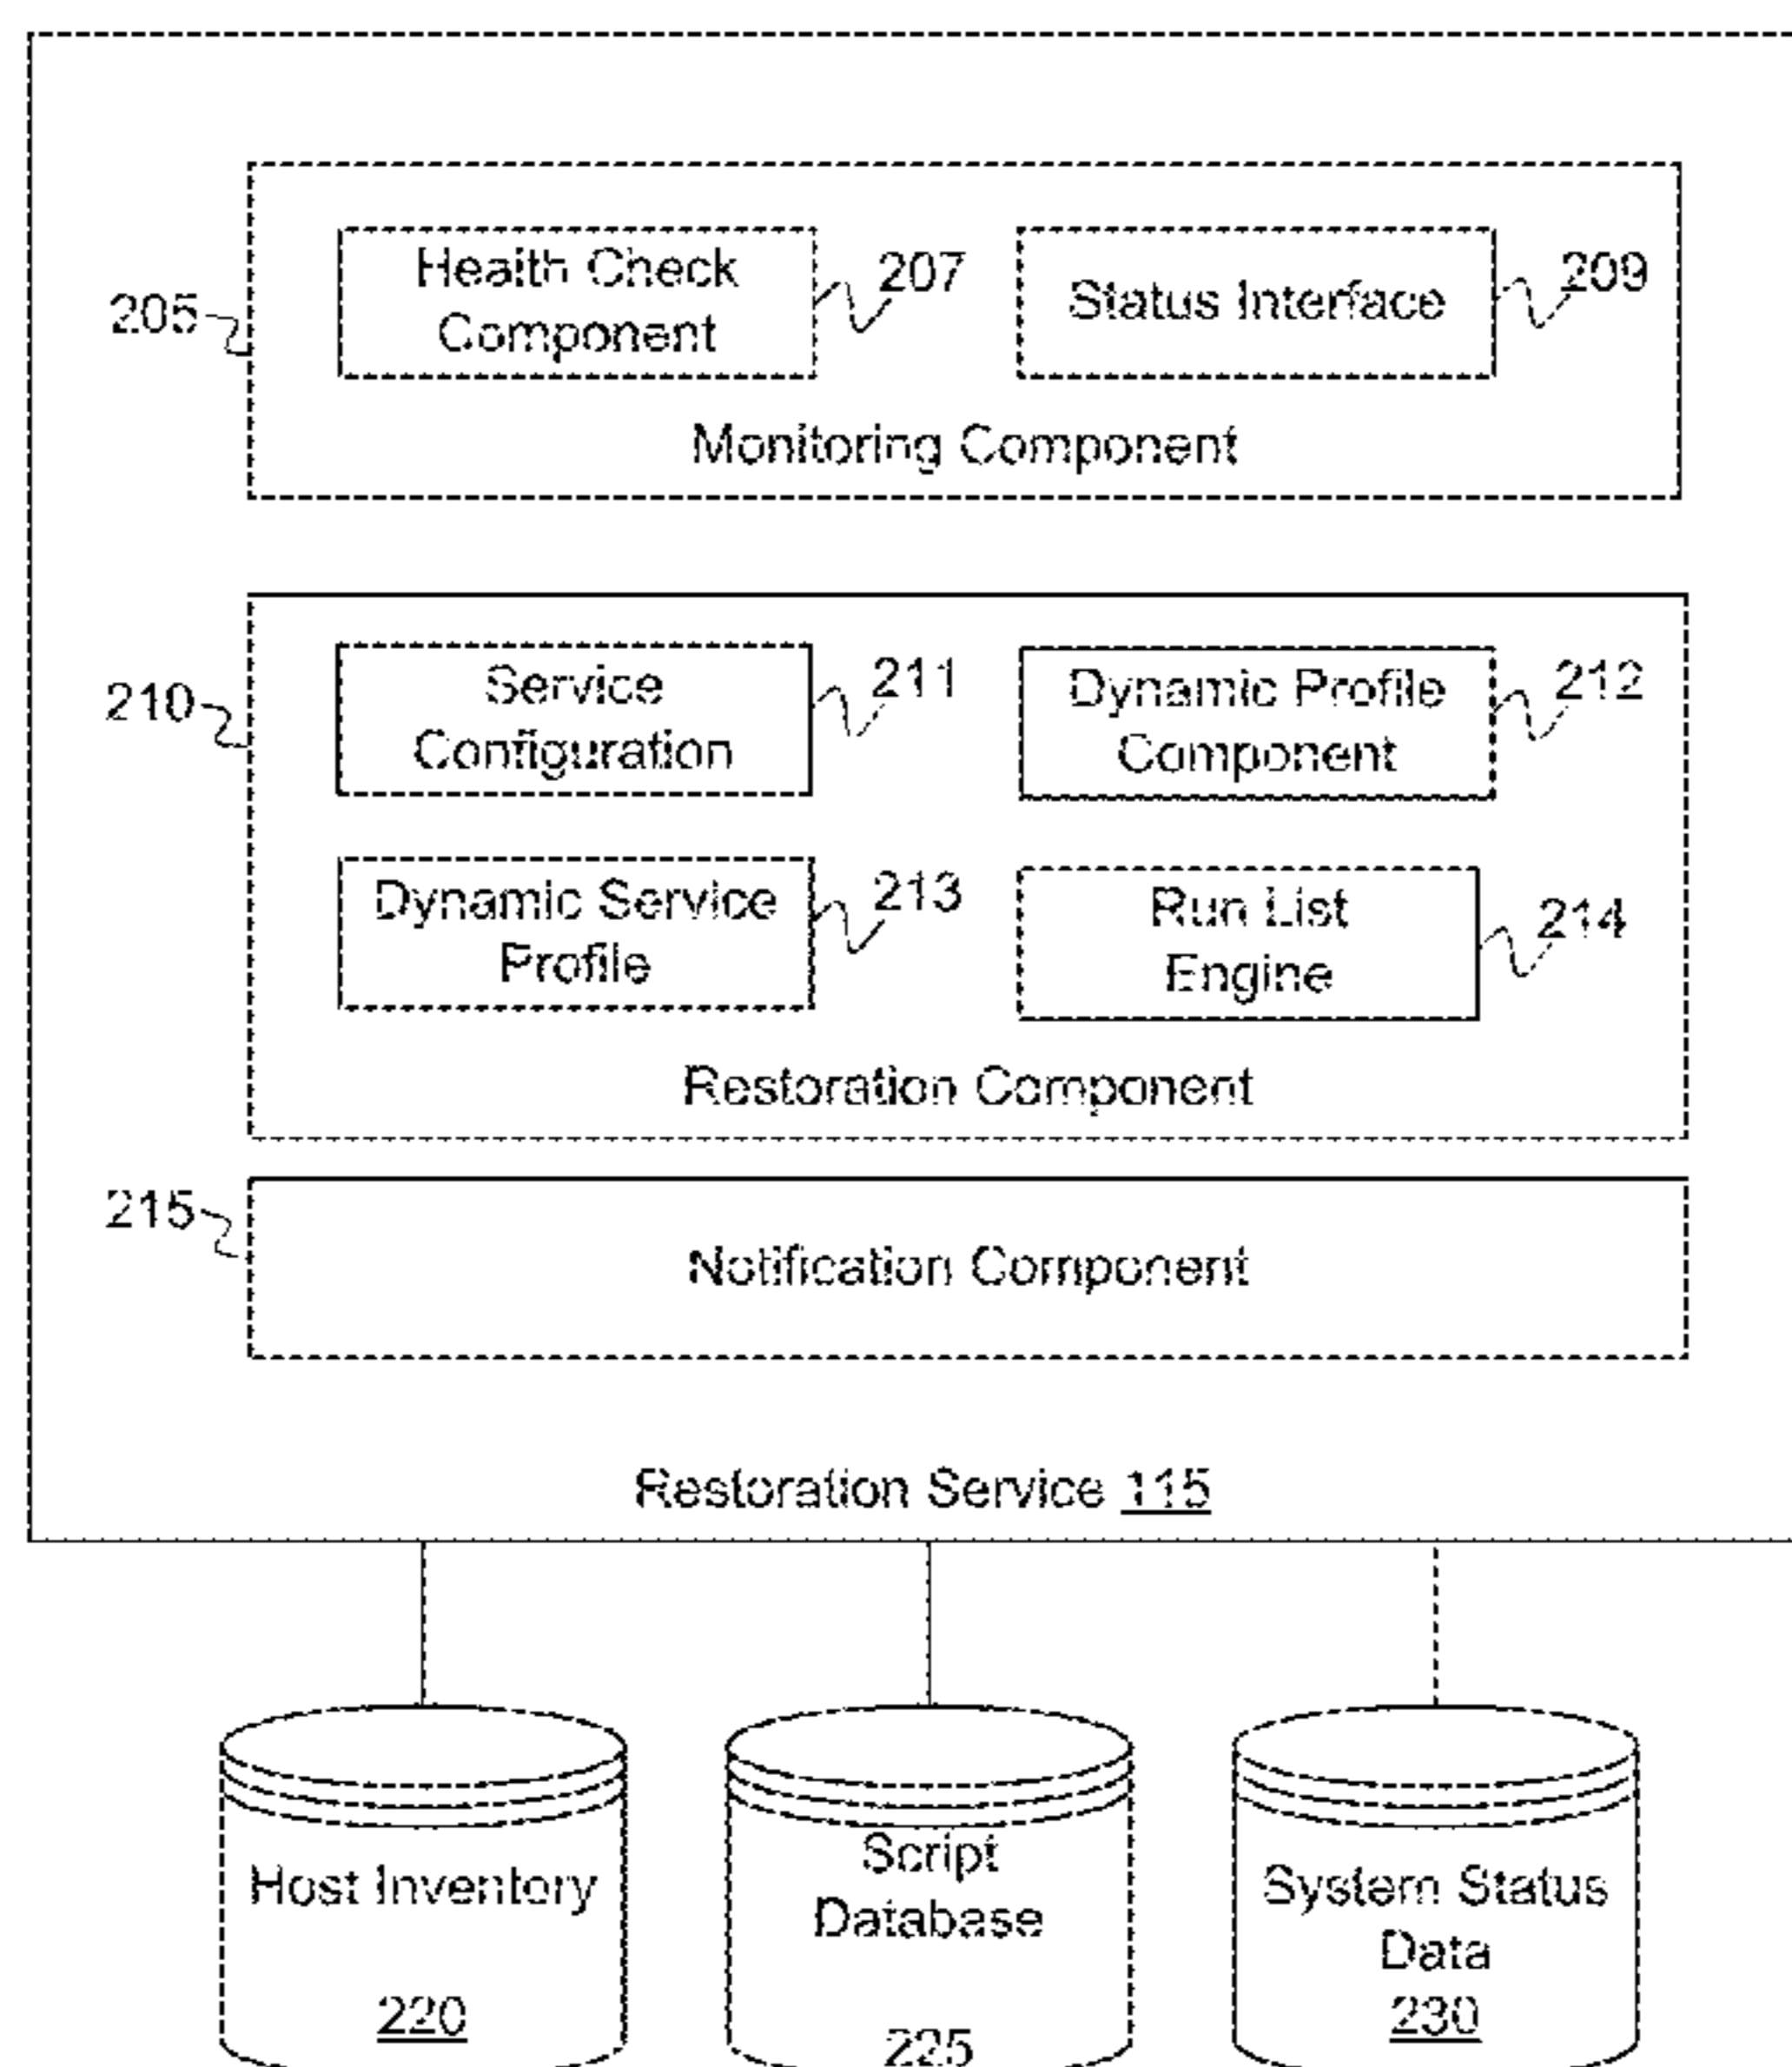 Health Check
Component
207
Status Interface
209
205
Monitoring Component
Service
Configuration
211
Dynamic Profile
Component
212
210
Dynamic Service
Profile
213
Run List
Engine
214
Restoration Component
215
Notification Component
Restoration Service 115
Host Inventory
220
Script
Database
225
System Status
Data
230